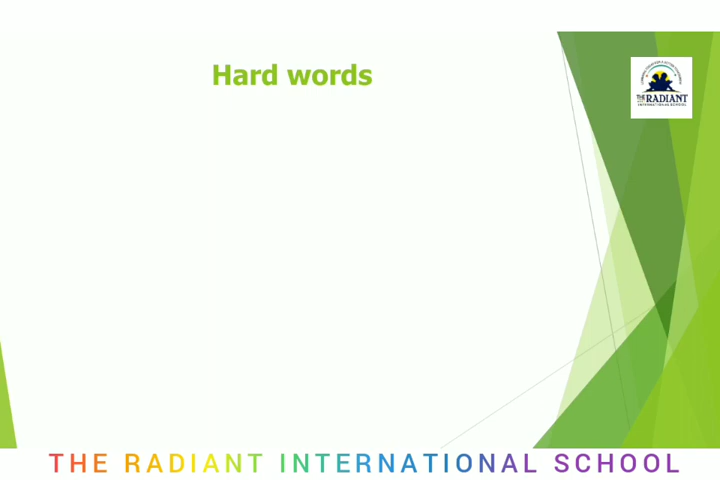 Hard words
THE RADIANT
INTERNATIONAL SCHOOL
THE RADIANT INTERNATIONAL SCHOOL